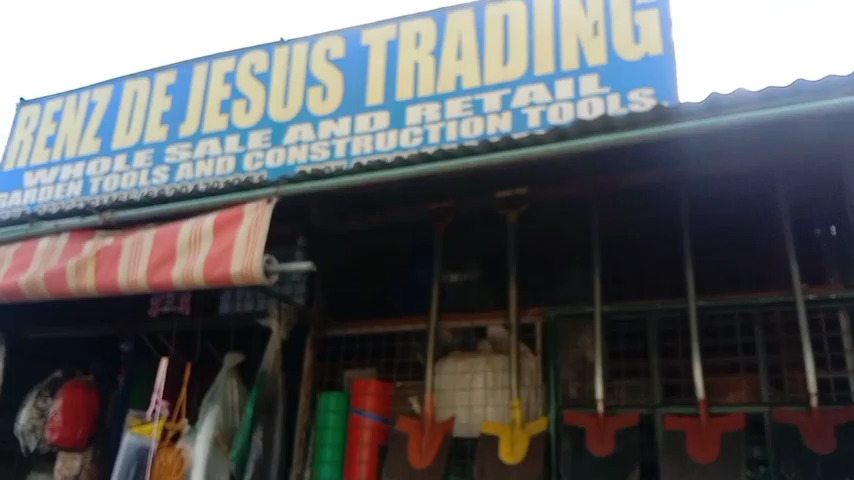 RENZ DE JESUS TRADING
WHOLE SALE AND RETAIL
GARDEN TOOLS AND CONSTRUCTION TOOLS.